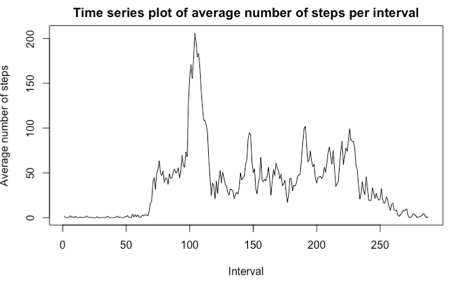 Time series plot of average number of steps per interval
Average number of steps
200
150
100
50
0
0 50 100 150 200 250
Interval